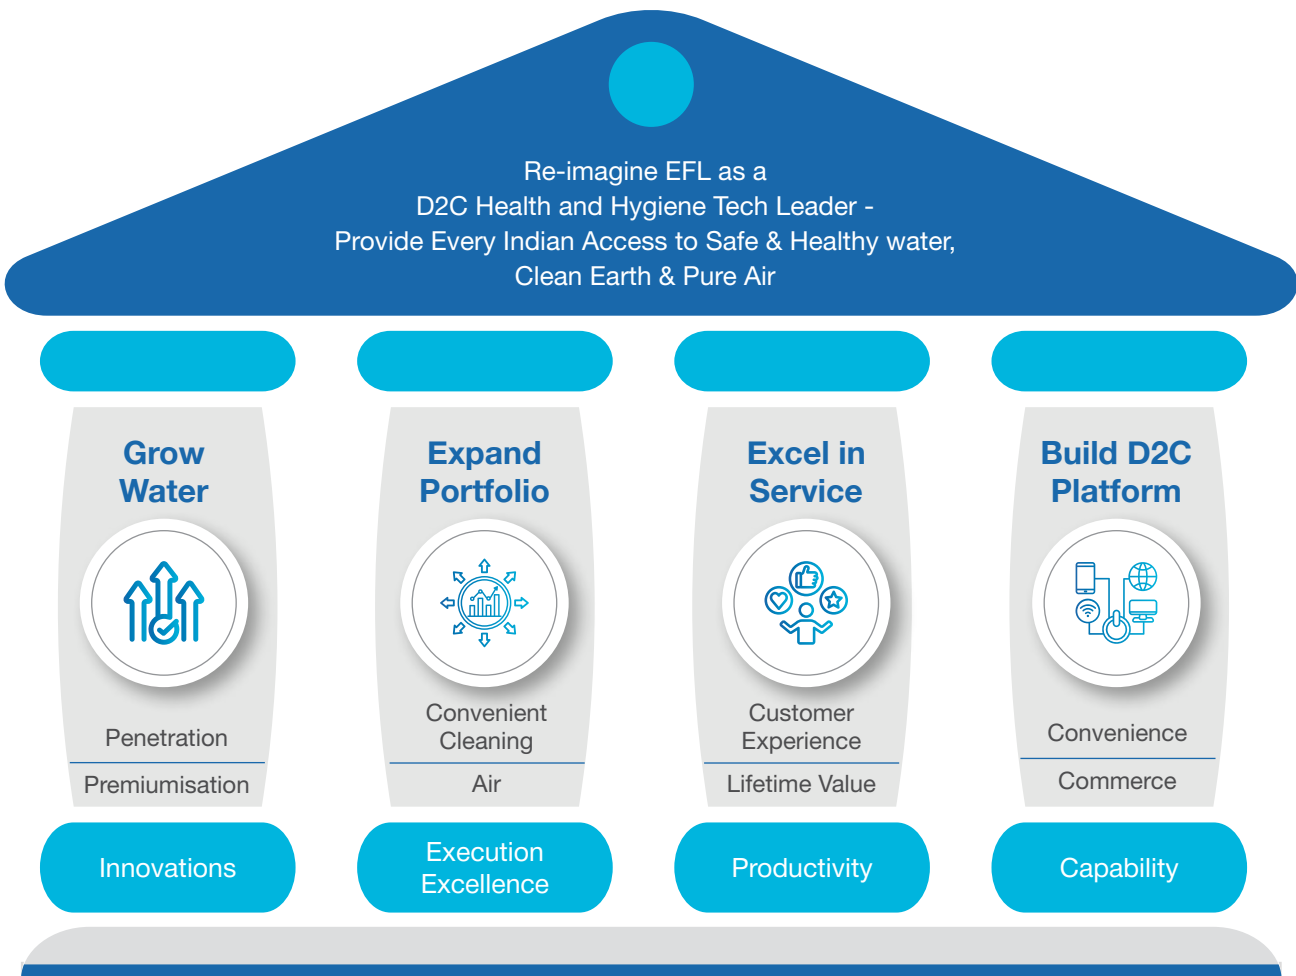 Re-imagine EFL as a
D2C Health and Hygiene Tech Leader -
Provide Every Indian Access to Safe & Healthy water,
Clean Earth & Pure Air
Grow
Water
Penetration
Premiumisation
Innovations
Expand
Portfolio
Convenient
Cleaning
Air
Execution
Excellence
Excel in
Service
Customer
Experience
Lifetime Value
Productivity
Build D2C
Platform
Convenience
Commerce
Capability